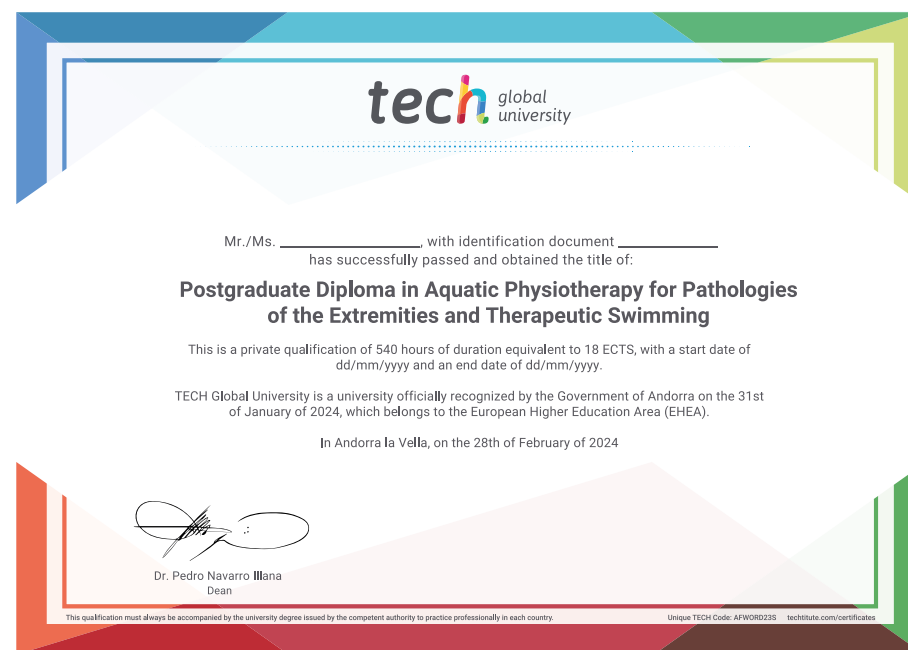 tech global
university
Mr./Ms. ____________, with identification document ____________
has successfully passed and obtained the title of:
Postgraduate Diploma in Aquatic Physiotherapy for Pathologies
of the Extremities and Therapeutic Swimming
This is a private qualification of 540 hours of duration equivalent to 18 ECTS, with a start date of
dd/mm/yyyy and an end date of dd/mm/yyyy.
TECH Global University is a university officially recognized by the Government of Andorra on the 31st
of January of 2024, which belongs to the European Higher Education Area (EHEA).
In Andorra la Vella, on the 28th of February of 2024
Dr. Pedro Navarro Illana
Dean
This qualification must always be accompanied by the university degree issued by the competent authority to practice professionally in each country. Unique TECH Code: AFWORD23S techtitute.com/certificates